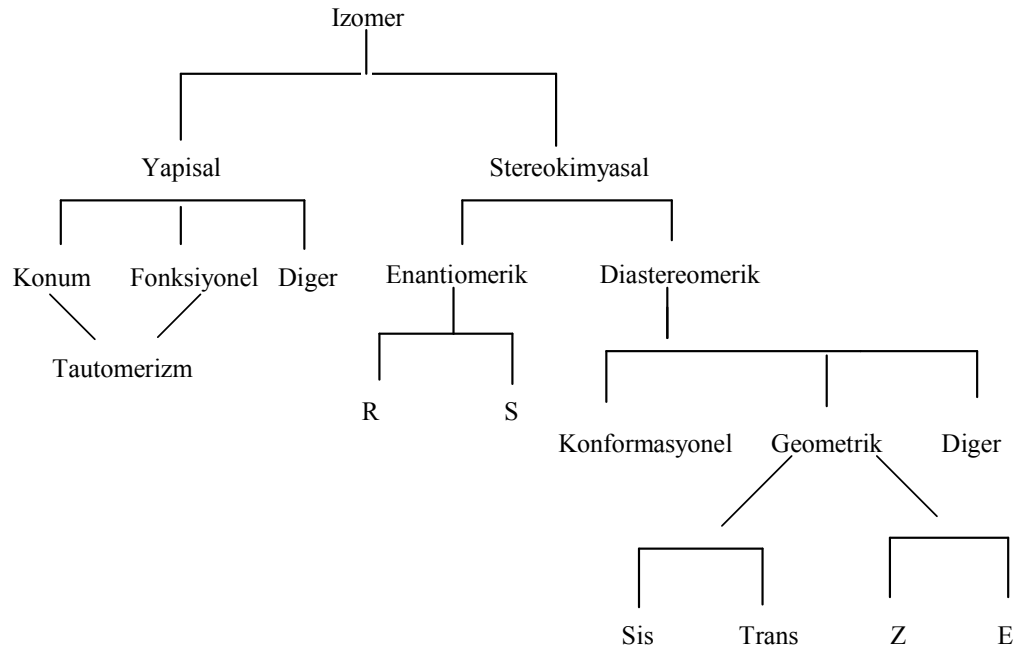 Izomer
Yapisal Stereokimyasal
Konum Fonksiyonel Diger Enantiomerik Diastereomerik
Tautomerizm
R S
Konformasyonel Geometrik Diger
Sis Trans Z E